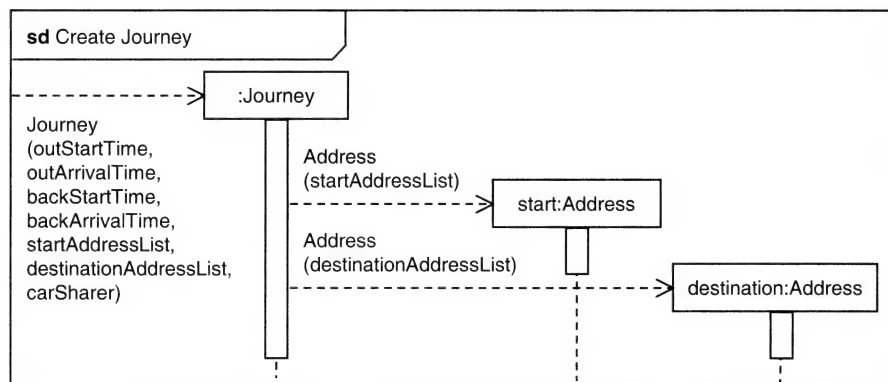 sd Create Journey
:Journey
Journey
(outStartTime,
outArrivalTime,
backStartTime,
backArrivalTime,
startAddressList,
destinationAddressList,
carSharer)
Address
(startAddressList)
start:Address
Address
(destinationAddressList)
destination:Address